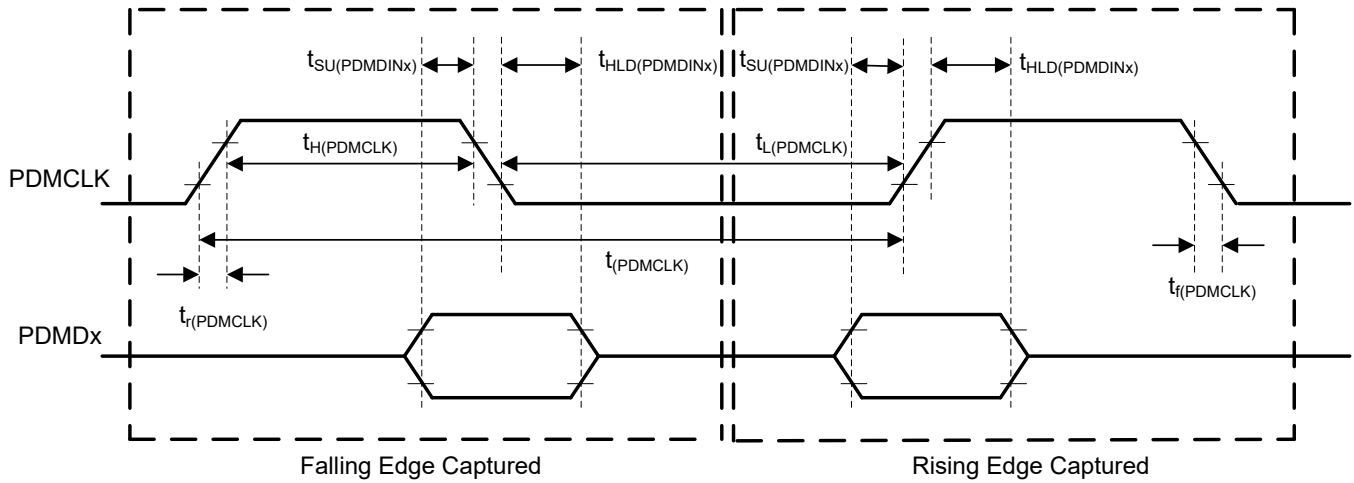 tSU(PDMDINx)
tHLD(PDMDINx)
tSU(PDMDINx)
tHLD(PDMDINx)
tH(PDMCLK)
tL(PDMCLK)
PDMCLK
t(PDMCLK)
tr(PDMCLK)
tf(PDMCLK)
PDMDx
Falling Edge Captured
Rising Edge Captured